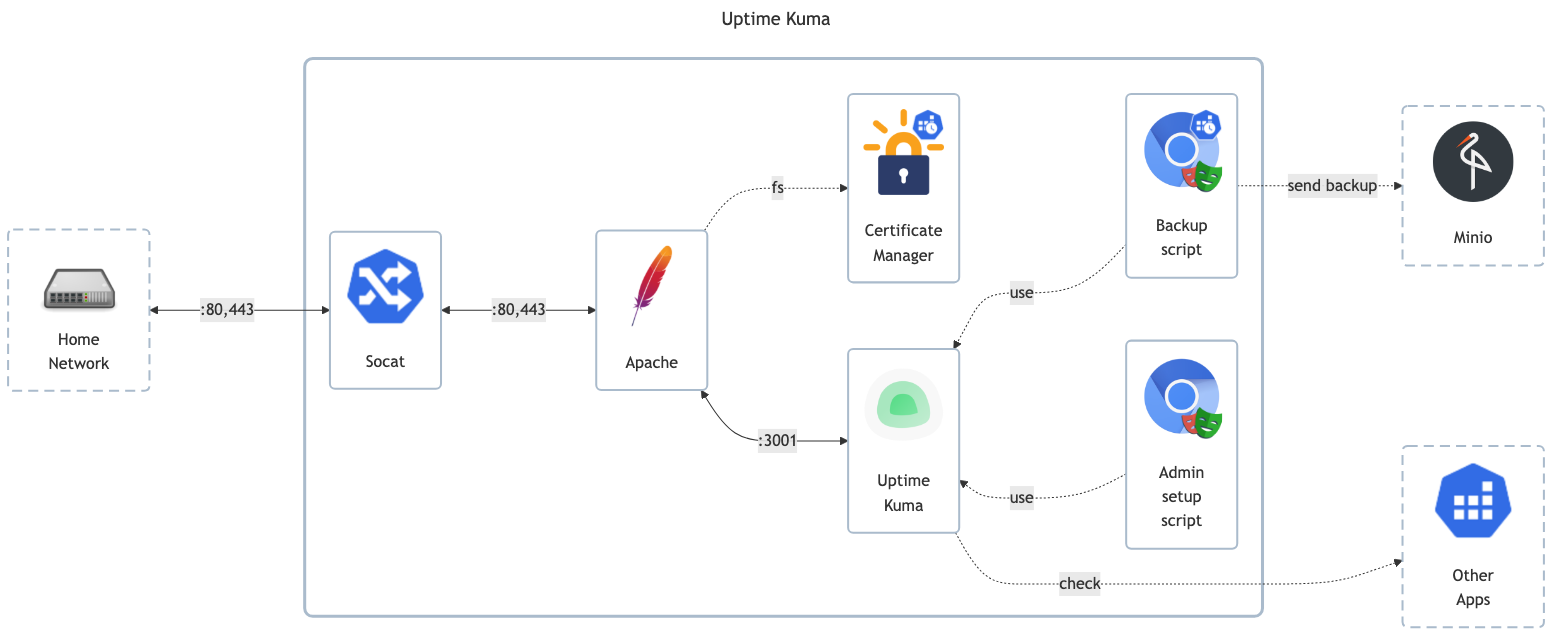 Uptime Kuma
Home
Network
:80,443
Socat
:80,443
Apache
fs
:3001
Certificate
Manager
Uptime
Kuma
use
use
check
Backup
script
Admin
setup
script
send backup
Minio
Other
Apps